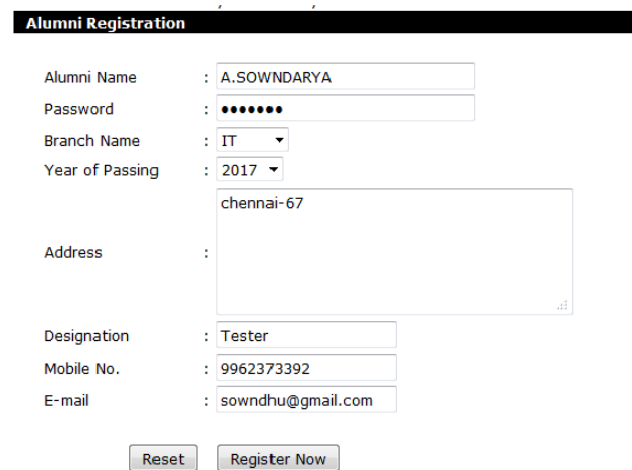 Alumni Registration
Alumni Name : A.SOWNDARYA
Password : •••••••
Branch Name : IT
Year of Passing : 2017
chennai-67
Address :
Designation : Tester
Mobile No. : 9962373392
E-mail : sowndhu@gmail.com
Reset Register Now